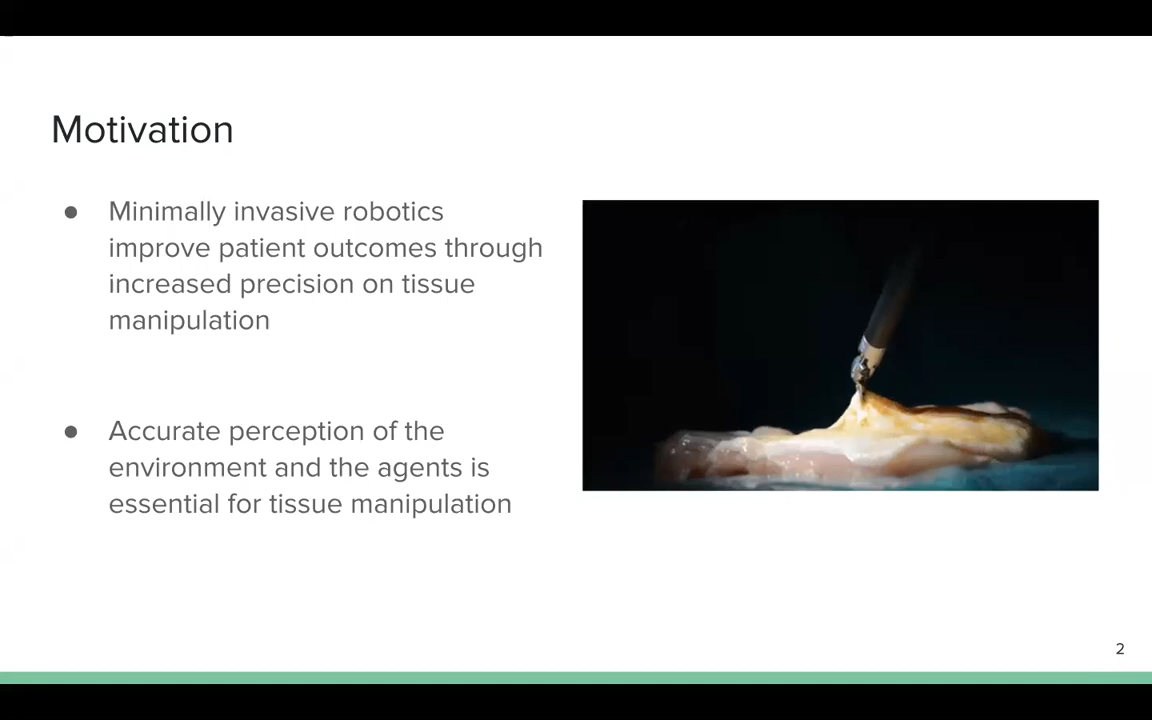 Motivation
● Minimally invasive robotics
improve patient outcomes through
increased precision on tissue
manipulation
● Accurate perception of the
environment and the agents is
essential for tissue manipulation
2